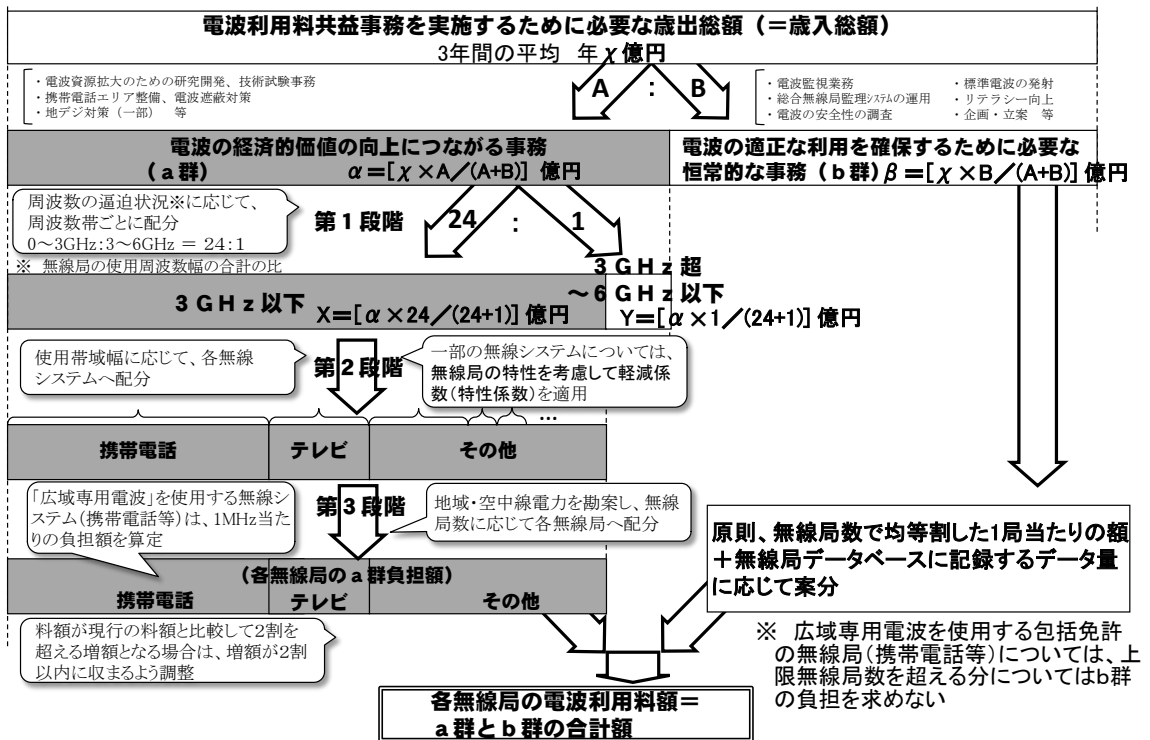 電波利用料共益事務を実施するために必要な歳出総額（＝歳入総額）
3年間の平均　年χ億円
・電波資源拡大のための研究開発、技術試験事務
・携帯電話エリア整備、電波遮蔽対策
・地デジ対策（一部）　等
A : B
・電波監視業務
・総合無線局監理システムの運用
・電波の安全性の調査
・標準電波の発射
・リテラシー向上
・企画・立案　等
電波の経済的価値の向上につながる事務
（a群）　α＝[χ×A／(A+B)] 億円
電波の適正な利用を確保するために必要な
恒常的な事務（b群）β＝[χ×B／(A+B)] 億円
周波数の逼迫状況※に応じて、
周波数帯ごとに配分
0～3GHz:3～6GHz = 24:1
※ 無線局の使用周波数幅の合計の比
第1段階
24 : 1
3GHz以下　X＝[α×24／(24+1)] 億円
3GHz超
～6GHz以下
Y＝[α×1／(24+1)] 億円
使用帯域幅に応じて、各無線
システムへ配分
第2段階
一部の無線システムについては、
無線局の特性を考慮して軽減係
数（特性係数）を適用
…
携帯電話　テレビ　その他
「広域専用電波」を使用する無線シ
ステム（携帯電話等）は、1MHz当た
りの負担額を算定
第3段階
地域・空中線電力を勘案し、無線
局数に応じて各無線局へ配分
（各無線局のa群負担額）
携帯電話　テレビ　その他
原則、無線局数で均等割した1局当たりの額
＋無線局データベースに記録するデータ量
に応じて案分
料額が現行の料額と比較して2割を
超える増額となる場合は、増額が2割
以内に収まるよう調整
※　広域専用電波を使用する包括免許
の無線局（携帯電話等）については、上
限無線局数を超える分についてはb群
の負担を求めない
各無線局の電波利用料額＝
a群とb群の合計額